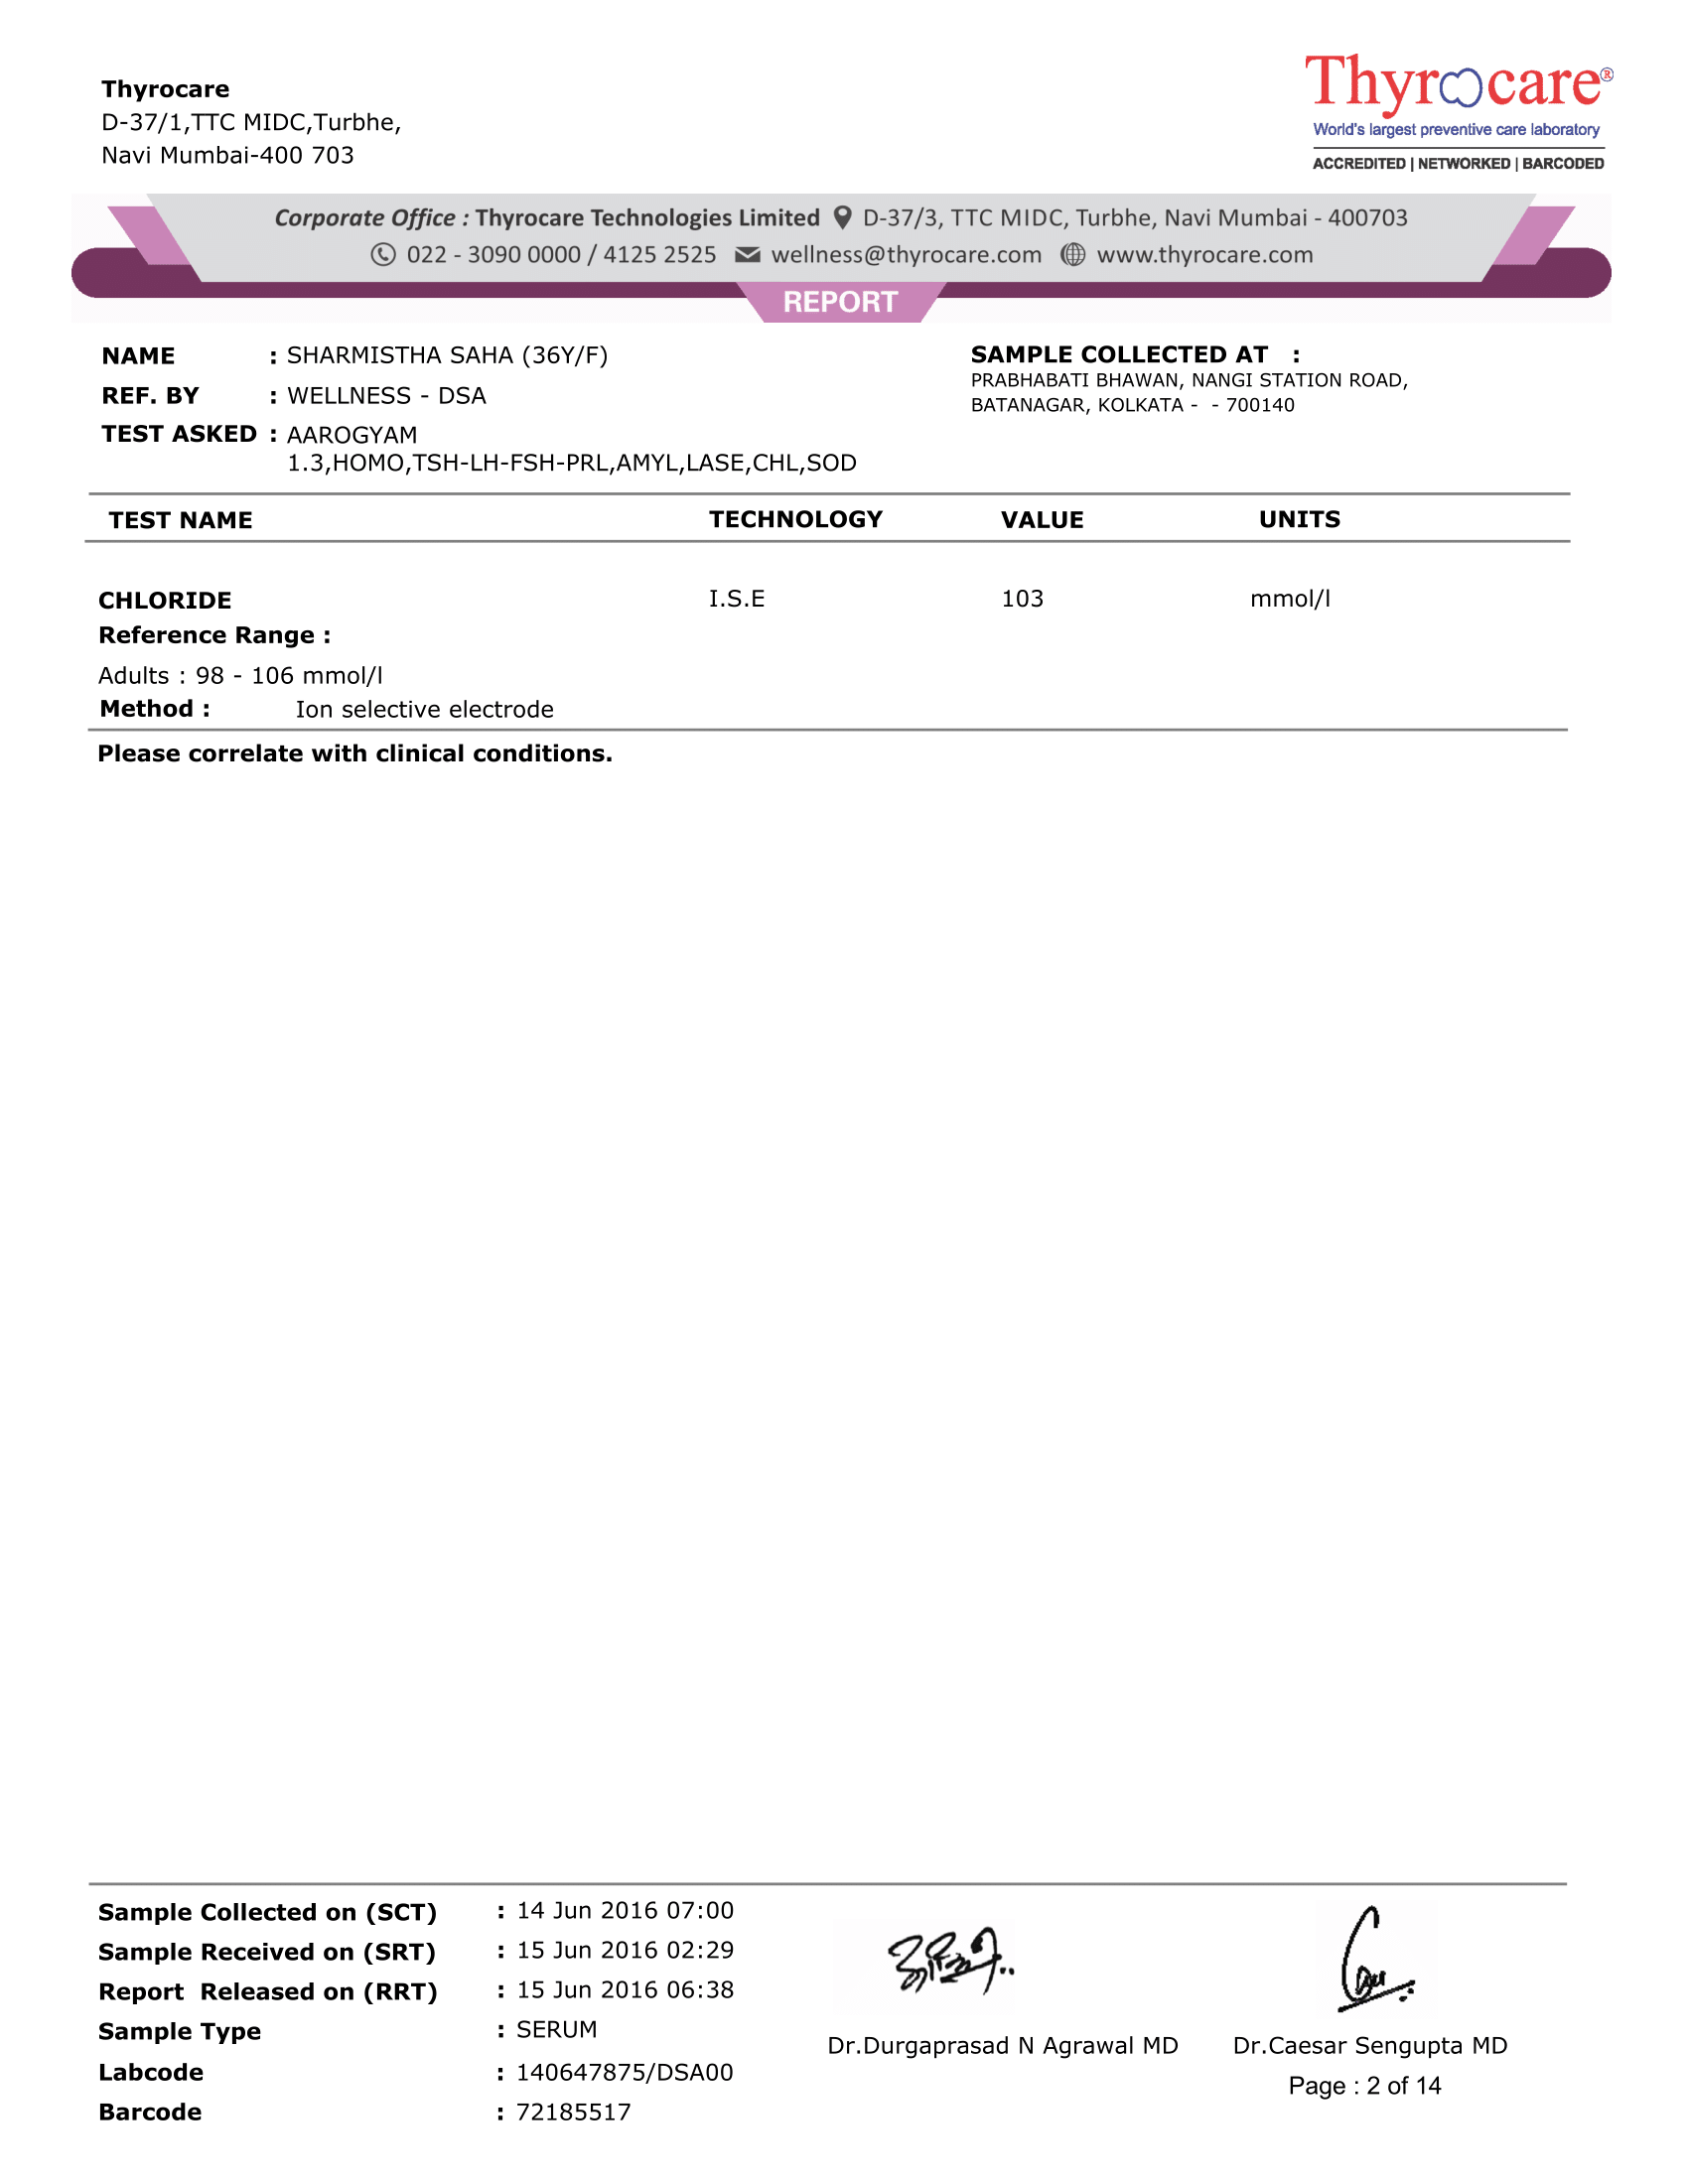 Thyrocare
D-37/1,TTC MIDC,Turbhe,
Navi Mumbai-400 703
Thyrocare®
World's largest preventive care laboratory
ACCREDITED | NETWORKED | BARCODED
Corporate Office : Thyrocare Technologies Limited D-37/3, TTC MIDC, Turbhe, Navi Mumbai - 400703
022 - 3090 0000 / 4125 2525 wellness@thyrocare.com www.thyrocare.com
REPORT
NAME : SHARMISTHA SAHA (36Y/F)
REF. BY : WELLNESS - DSA
TEST ASKED : AAROGYAM
1.3,HOMO,TSH-LH-FSH-PRL,AMYL,LASE,CHL,SOD
SAMPLE COLLECTED AT :
PRABHABATI BHAWAN, NANGI STATION ROAD,
BATANAGAR, KOLKATA - - 700140
TEST NAME TECHNOLOGY VALUE UNITS
CHLORIDE I.S.E 103 mmol/l
Reference Range :
Adults : 98 - 106 mmol/l
Method : Ion selective electrode
Please correlate with clinical conditions.
Sample Collected on (SCT) : 14 Jun 2016 07:00
Sample Received on (SRT) : 15 Jun 2016 02:29
Report Released on (RRT) : 15 Jun 2016 06:38
Sample Type : SERUM
Labcode : 140647875/DSA00
Barcode : 72185517
Dr.Durgaprasad N Agrawal MD
Dr.Caesar Sengupta MD
Page : 2 of 14